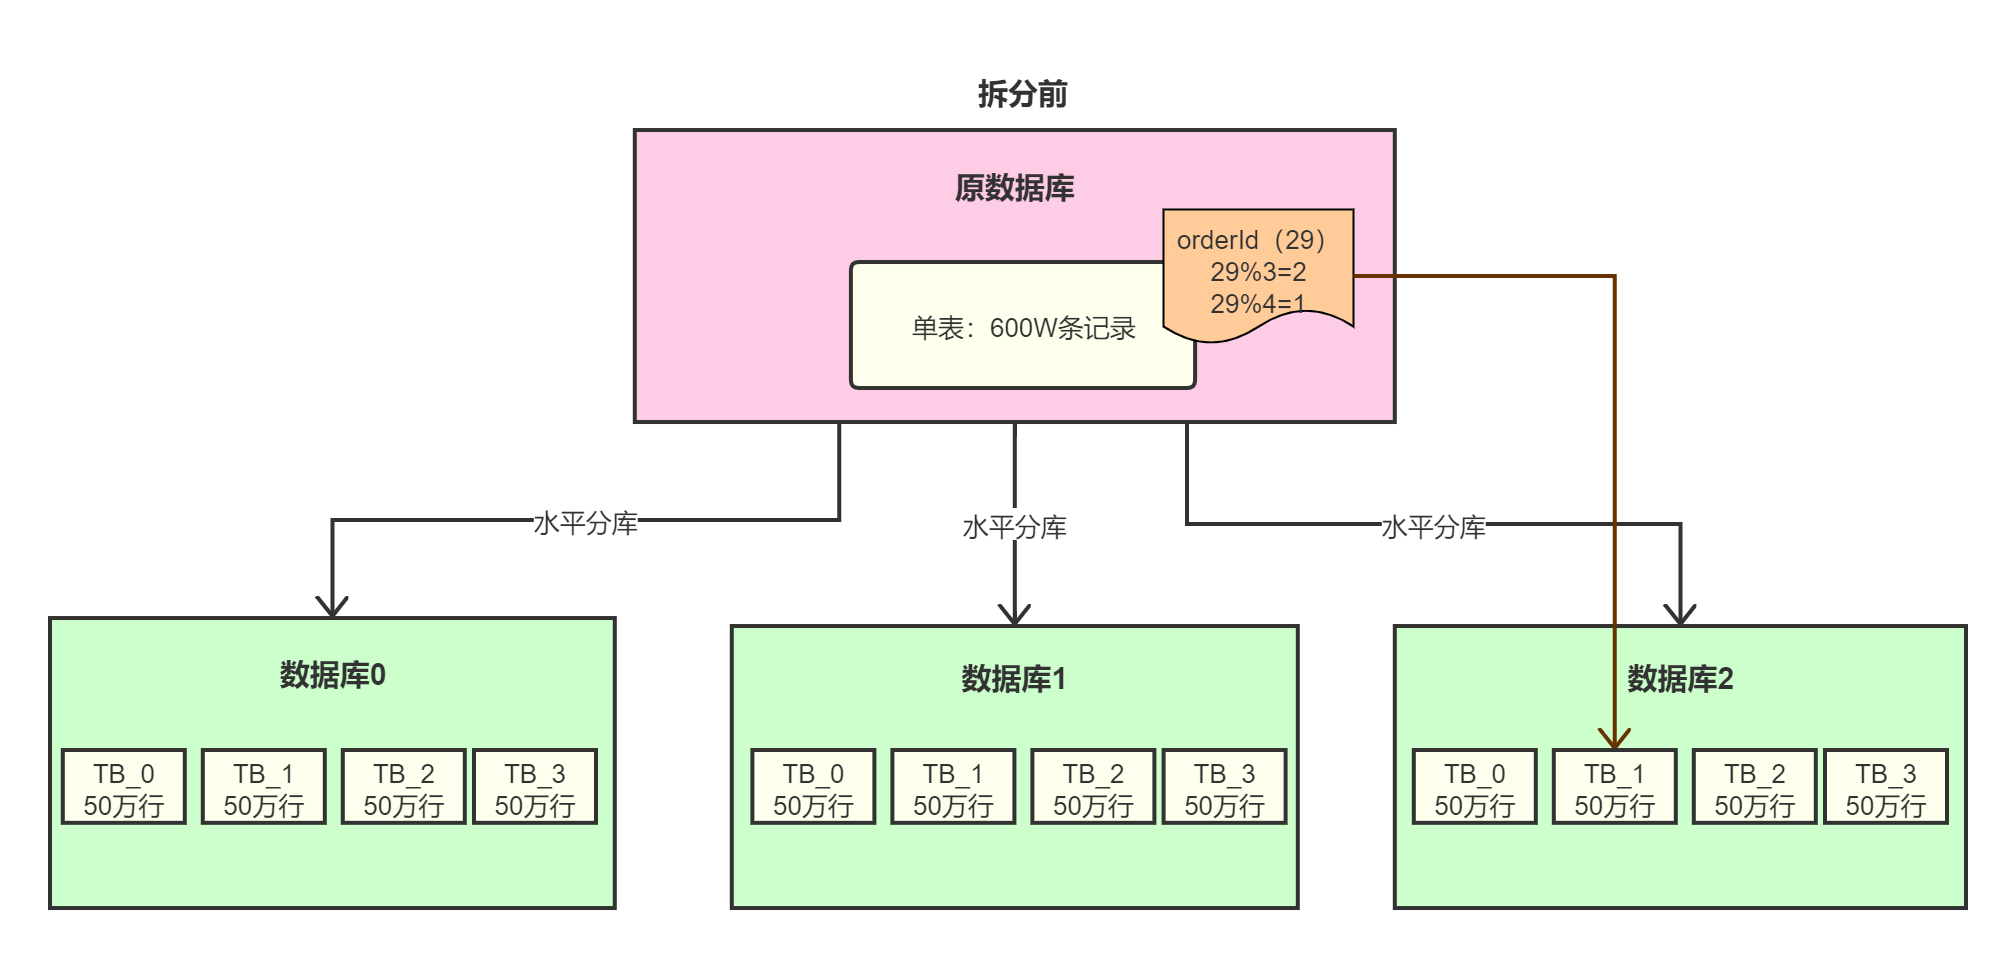 拆分前
原数据库
orderId（29）
29%3=2
29%4=1
单表：600W条记录
水平分库
水平分库
水平分库
数据库0
TB_0
50万行
TB_1
50万行
TB_2
50万行
TB_3
50万行
数据库1
TB_0
50万行
TB_1
50万行
TB_2
50万行
TB_3
50万行
数据库2
TB_0
50万行
TB_1
50万行
TB_2
50万行
TB_3
50万行